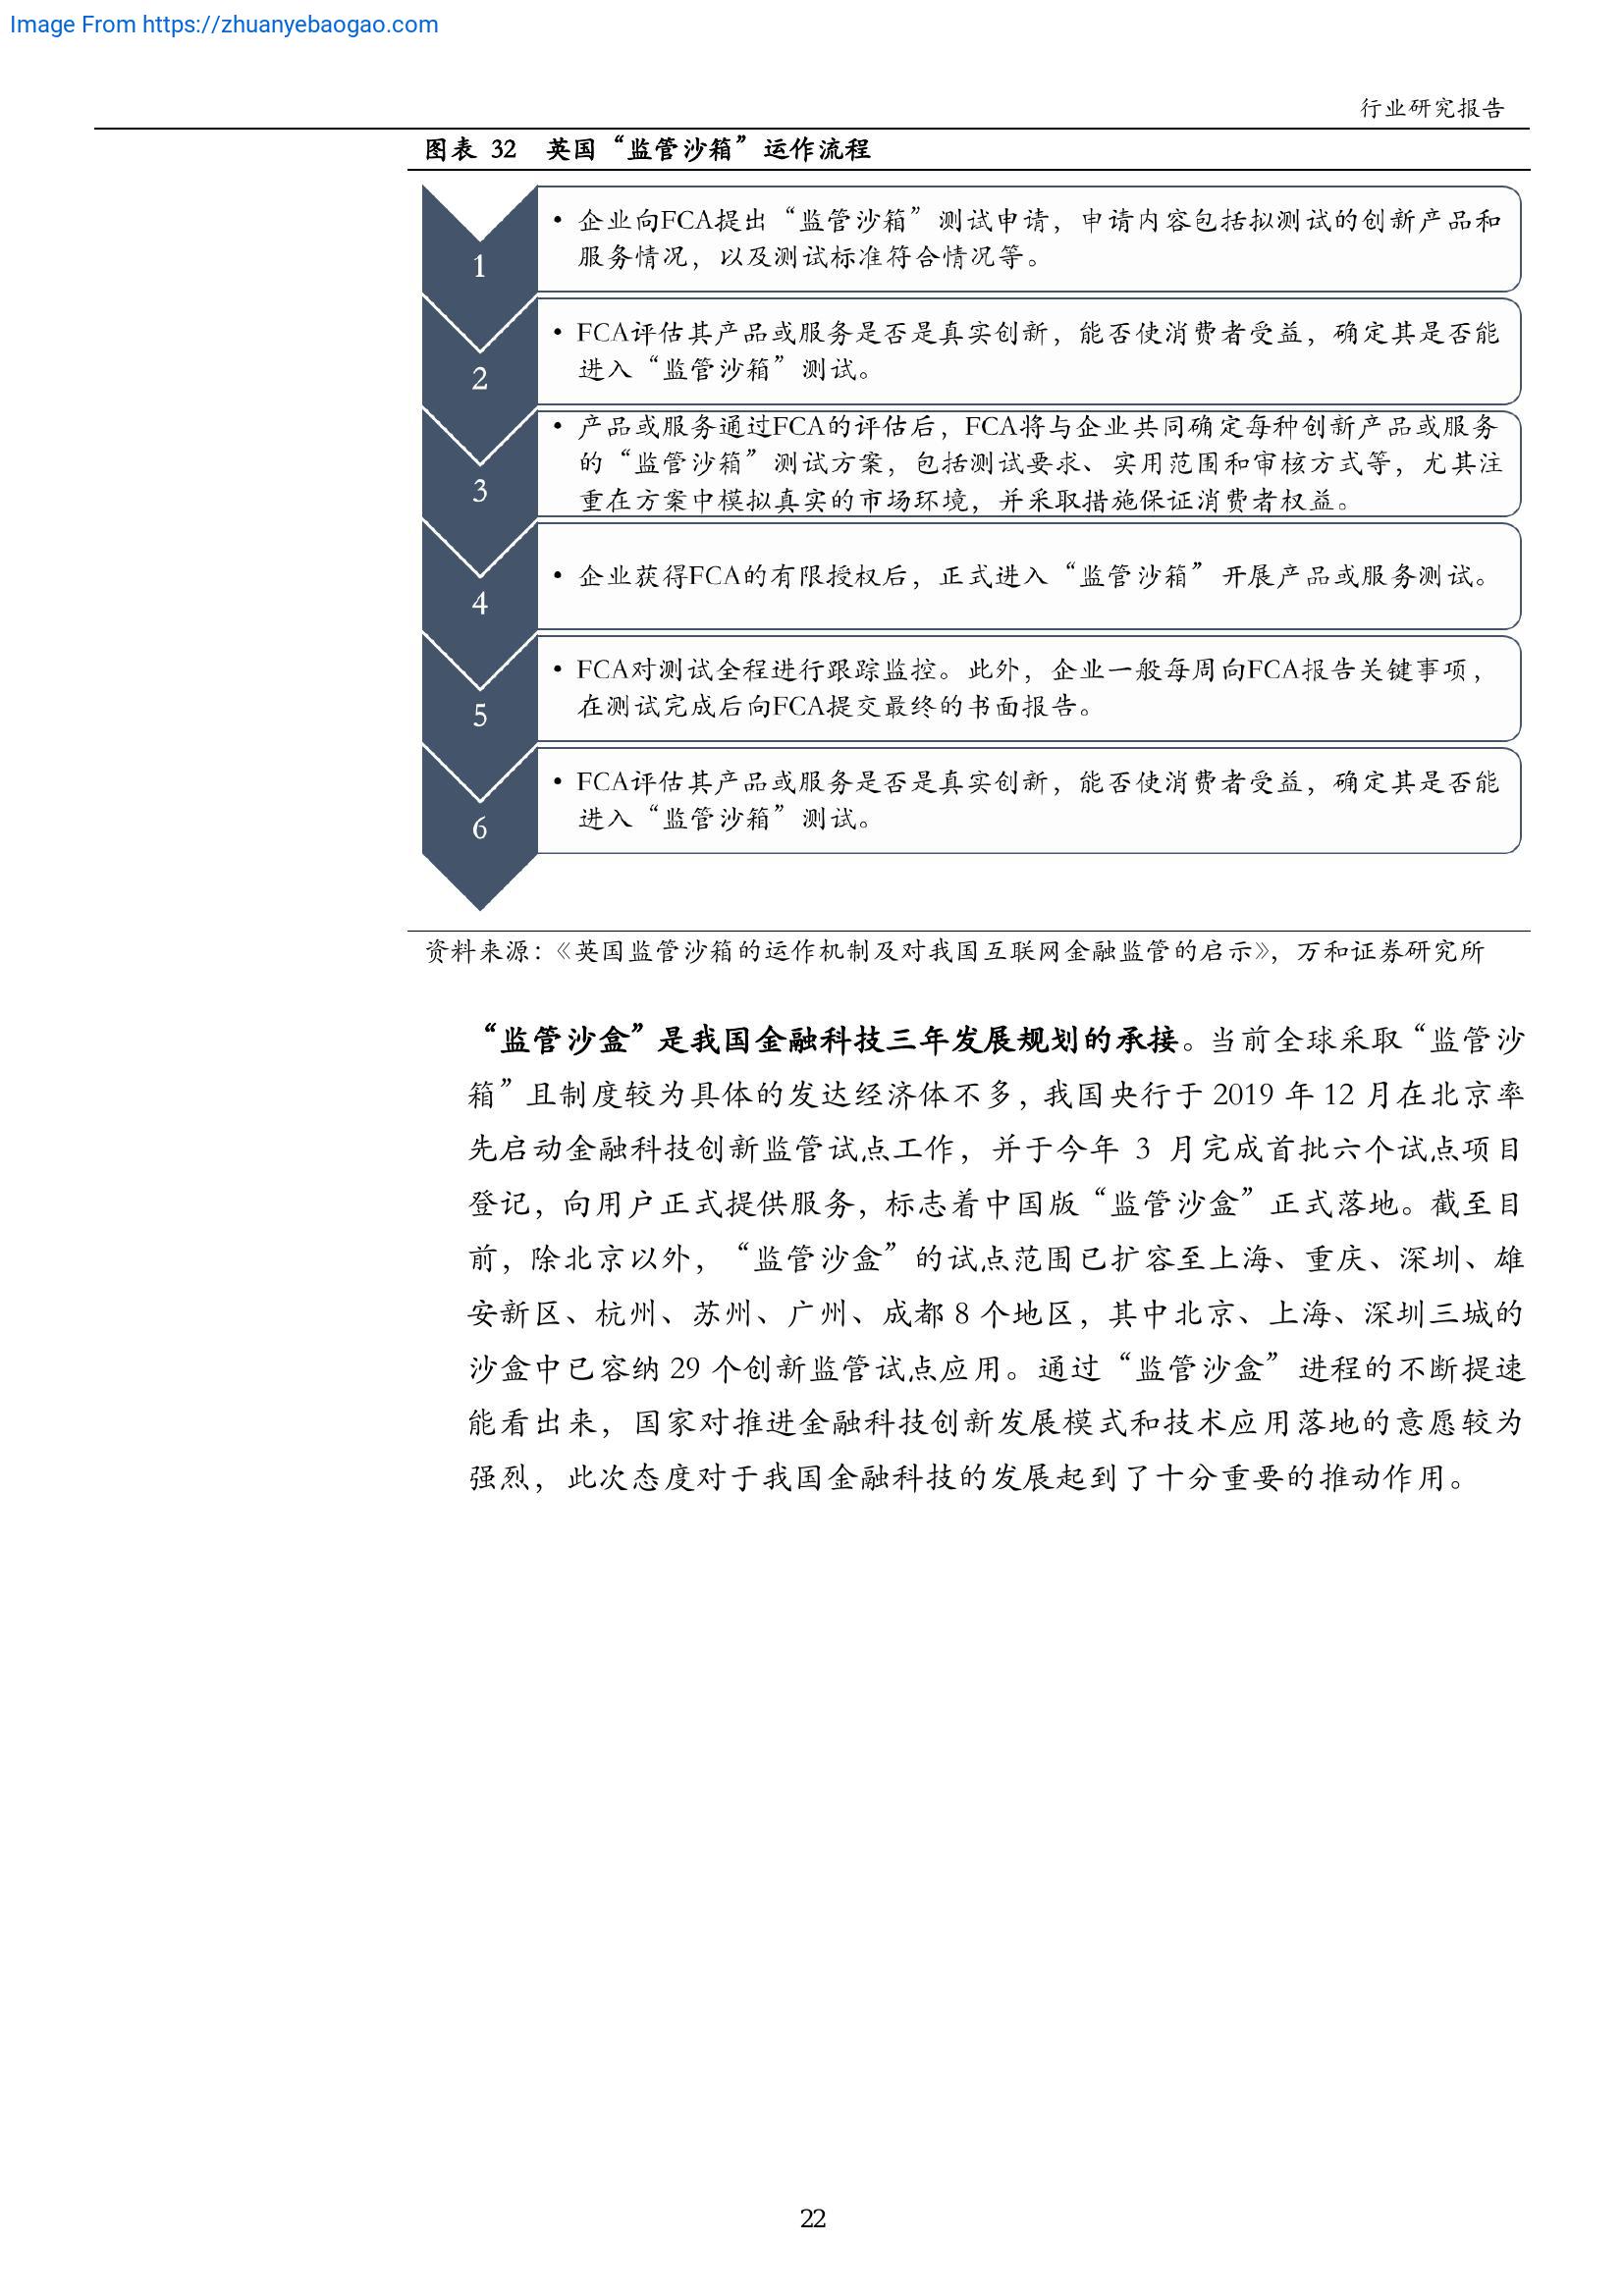 Image From https://zhuanyebaogao.com
行业研究报告
图表 32 英国“监管沙箱”运作流程
1
• 企业向FCA提出“监管沙箱”测试申请，申请内容包括拟测试的创新产品和
服务情况，以及测试标准符合情况等。
2
• FCA评估其产品或服务是否是真实创新，能否使消费者受益，确定其是否能
进入“监管沙箱”测试。
3
• 产品或服务通过FCA的评估后，FCA将与企业共同确定每种创新产品或服务
的“监管沙箱”测试方案，包括测试要求、实用范围和审核方式等，尤其注
重在方案中模拟真实的市场环境，并采取措施保证消费者权益。
4
• 企业获得FCA的有限授权后，正式进入“监管沙箱”开展产品或服务测试。
5
• FCA对测试全程进行跟踪监控。此外，企业一般每周向FCA报告关键事项，
在测试完成后向FCA提交最终的书面报告。
6
• FCA评估其产品或服务是否是真实创新，能否使消费者受益，确定其是否能
进入“监管沙箱”测试。
资料来源：《英国监管沙箱的运作机制及对我国互联网金融监管的启示》，万和证券研究所
“监管沙盒”是我国金融科技三年发展规划的承接。当前全球采取“监管沙
箱”且制度较为具体的发达经济体不多，我国央行于 2019 年 12 月在北京率
先启动金融科技创新监管试点工作，并于今年 3 月完成首批六个试点项目
登记，向用户正式提供服务，标志着中国版“监管沙盒”正式落地。截至目
前，除北京以外，“监管沙盒”的试点范围已扩容至上海、重庆、深圳、雄
安新区、杭州、苏州、广州、成都 8 个地区，其中北京、上海、深圳三城的
沙盒中已容纳 29 个创新监管试点应用。通过“监管沙盒”进程的不断提速
能看出来，国家对推进金融科技创新发展模式和技术应用落地的意愿较为
强烈，此次态度对于我国金融科技的发展起到了十分重要的推动作用。
22